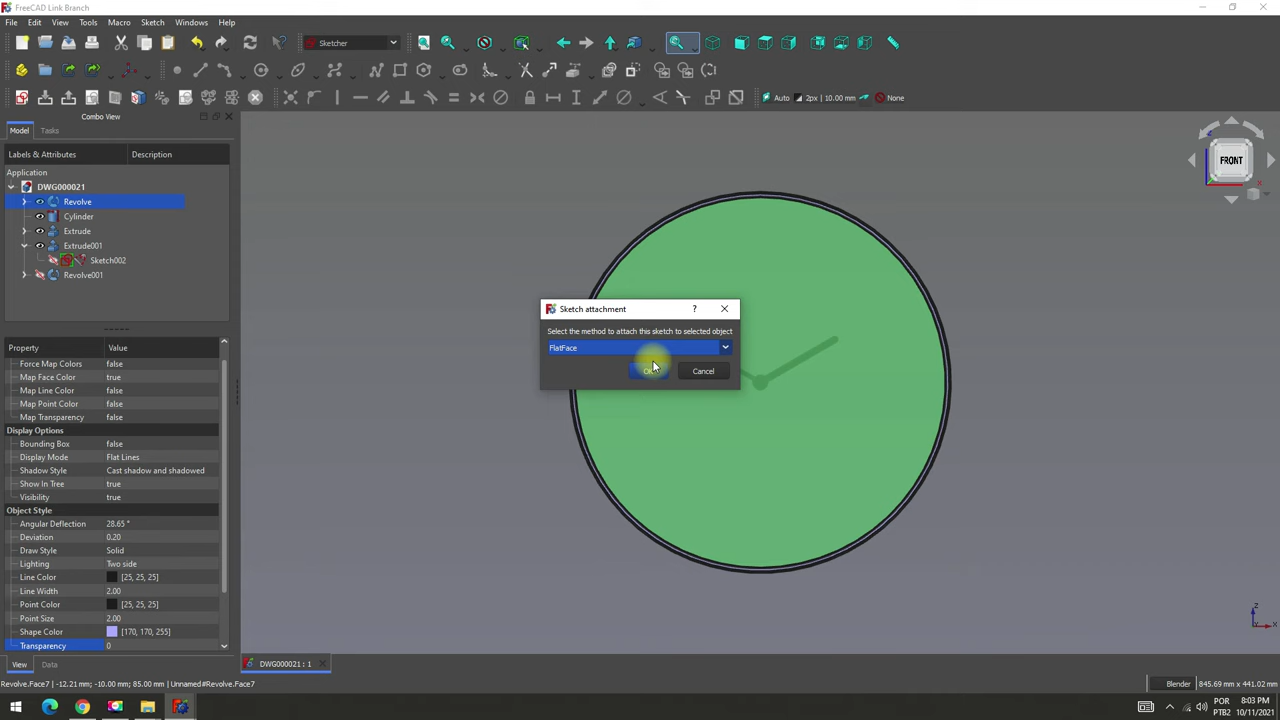 FreeCAD Link Branch
File Edit View Tools Macro Sketch Windows Help
Sketcher
Auto 2px | 10.00 mm None
Combo View
Model Tasks
Labels & Attributes Description
Application
DWG000021
Revolve
Cylinder
Extrude
Extrude001
Sketch002
Revolve001
Property Value
Force Map Colors false
Map Face Color true
Map Line Color false
Map Point Color false
Map Transparency false
Display Options
Bounding Box false
Display Mode Flat Lines
Shadow Style Cast shadow and shadowed
Show In Tree true
Visibility true
Object Style
Angular Deflection 28.65 °
Deviation 0.20
Draw Style Solid
Lighting Two side
Line Color [25, 25, 25]
Line Width 2.00
Point Color [25, 25, 25]
Point Size 2.00
Shape Color [170, 170, 255]
Transparency 0
View Data
FRONT
Z
X
Sketch attachment ?
Select the method to attach this sketch to selected object
FlatFace
OK Cancel
Z
X
DWG000021 : 1
Revolve.Face7 | -12.21 mm; -10.00 mm; 85.00 mm | Unnamed#Revolve.Face7
Blender 845.69 mm × 441.02 mm
POR 8:03 PM
PTB2 10/11/2021